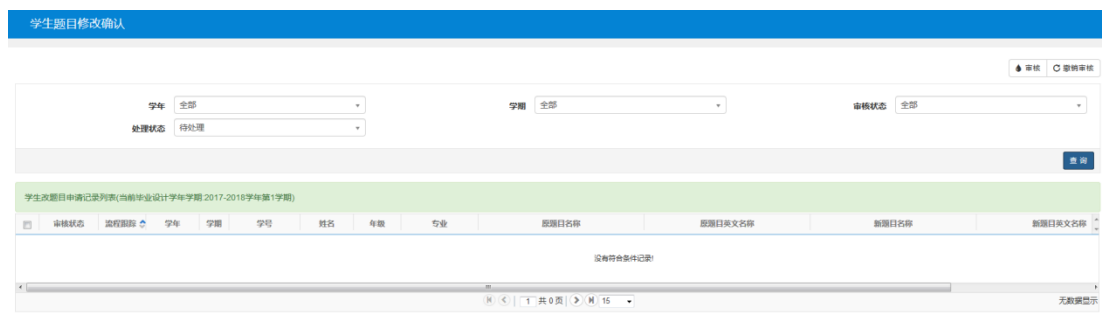 学生题目修改确认
审核 撤销审核
学年 全部 学期 全部 审核状态 全部
处理状态 待处理
查 询
学生改题目申请记录列表(当前毕业设计学年学期:2017-2018学年第1学期)
审核状态 流程跟踪 学年 学期 学号 姓名 年级 专业 原题目名称 原题目英文名称 新题目名称 新题目英文名称
没有符合条件记录!
1 共 0 页 15 无数据显示